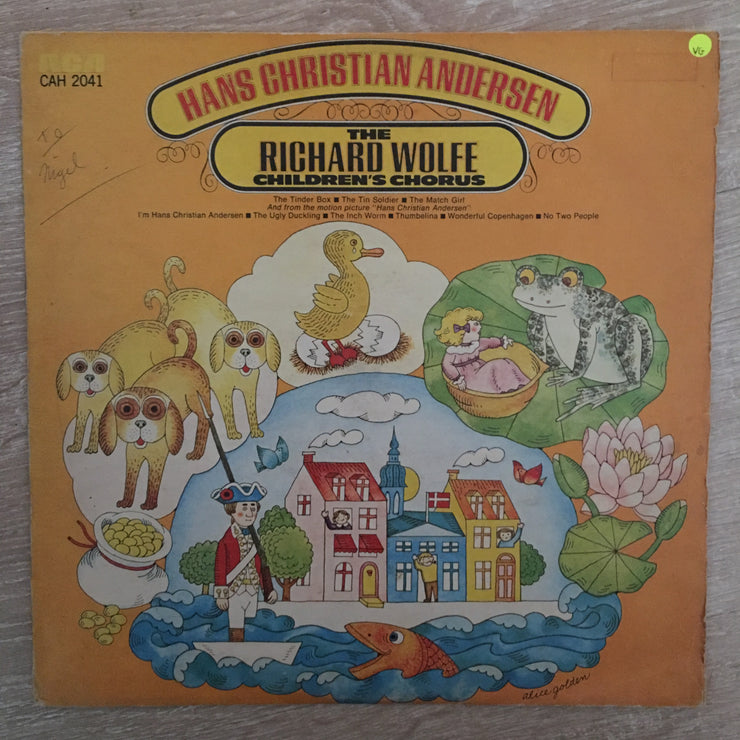 RCA
CAH 2041
VG
HANS CHRISTIAN ANDERSEN
THE
RICHARD WOLFE
CHILDREN'S CHORUS
The Tinder Box ■ The Tin Soldier ■ The Match Girl
And from the motion picture "Hans Christian Andersen"
I'm Hans Christian Andersen ■ The Ugly Duckling ■ The Inch Worm ■ Thumbelina ■ Wonderful Copenhagen ■ No Two People
To
Nigel
alice golden